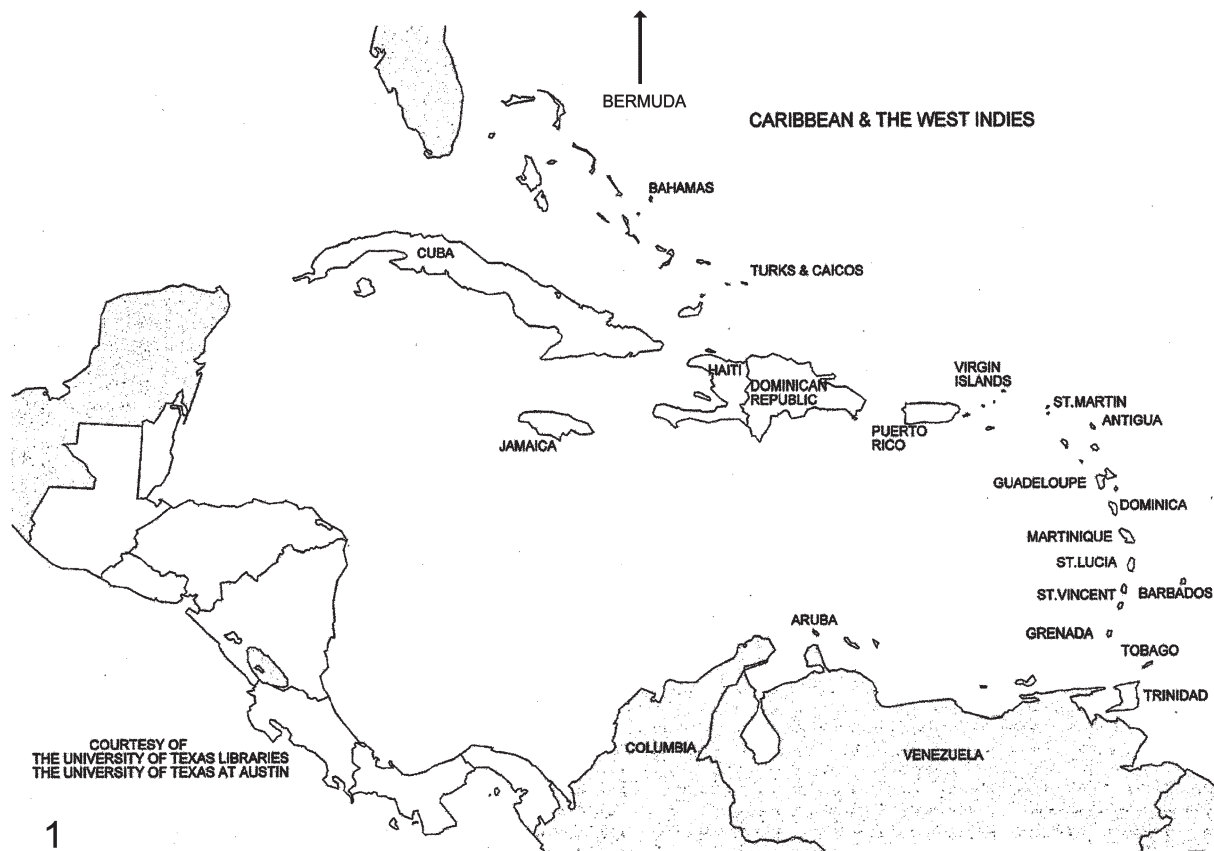 BERMUDA
CARIBBEAN & THE WEST INDIES
BAHAMAS
CUBA
TURKS & CAICOS
HAITI
DOMINICAN
REPUBLIC
VIRGIN
ISLANDS
ST.MARTIN
ANTIGUA
JAMAICA
PUERTO
RICO
GUADELOUPE
DOMINICA
MARTINIQUE
ST.LUCIA
ST.VINCENT
BARBADOS
ARUBA
GRENADA
TOBAGO
TRINIDAD
COURTESY OF
THE UNIVERSITY OF TEXAS LIBRARIES
THE UNIVERSITY OF TEXAS AT AUSTIN
COLUMBIA
VENEZUELA
1